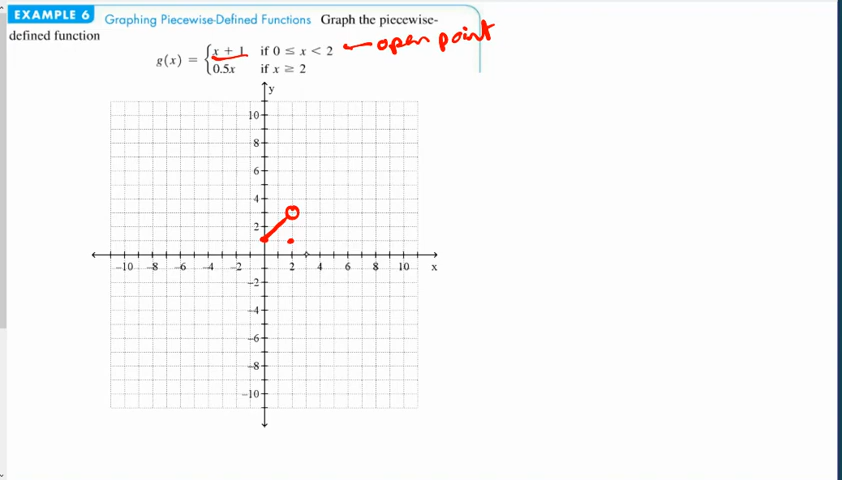 EXAMPLE 6 Graphing Piecewise-Defined Functions Graph the piecewise-
defined function
x + 1 if 0 ≤ x < 2 ← open point
g(x) = {
0.5x if x ≥ 2
y
10
8
6
4
2
-10 -8 -6 -4 -2 2 4 6 8 10 x
-2
-4
-6
-8
-10